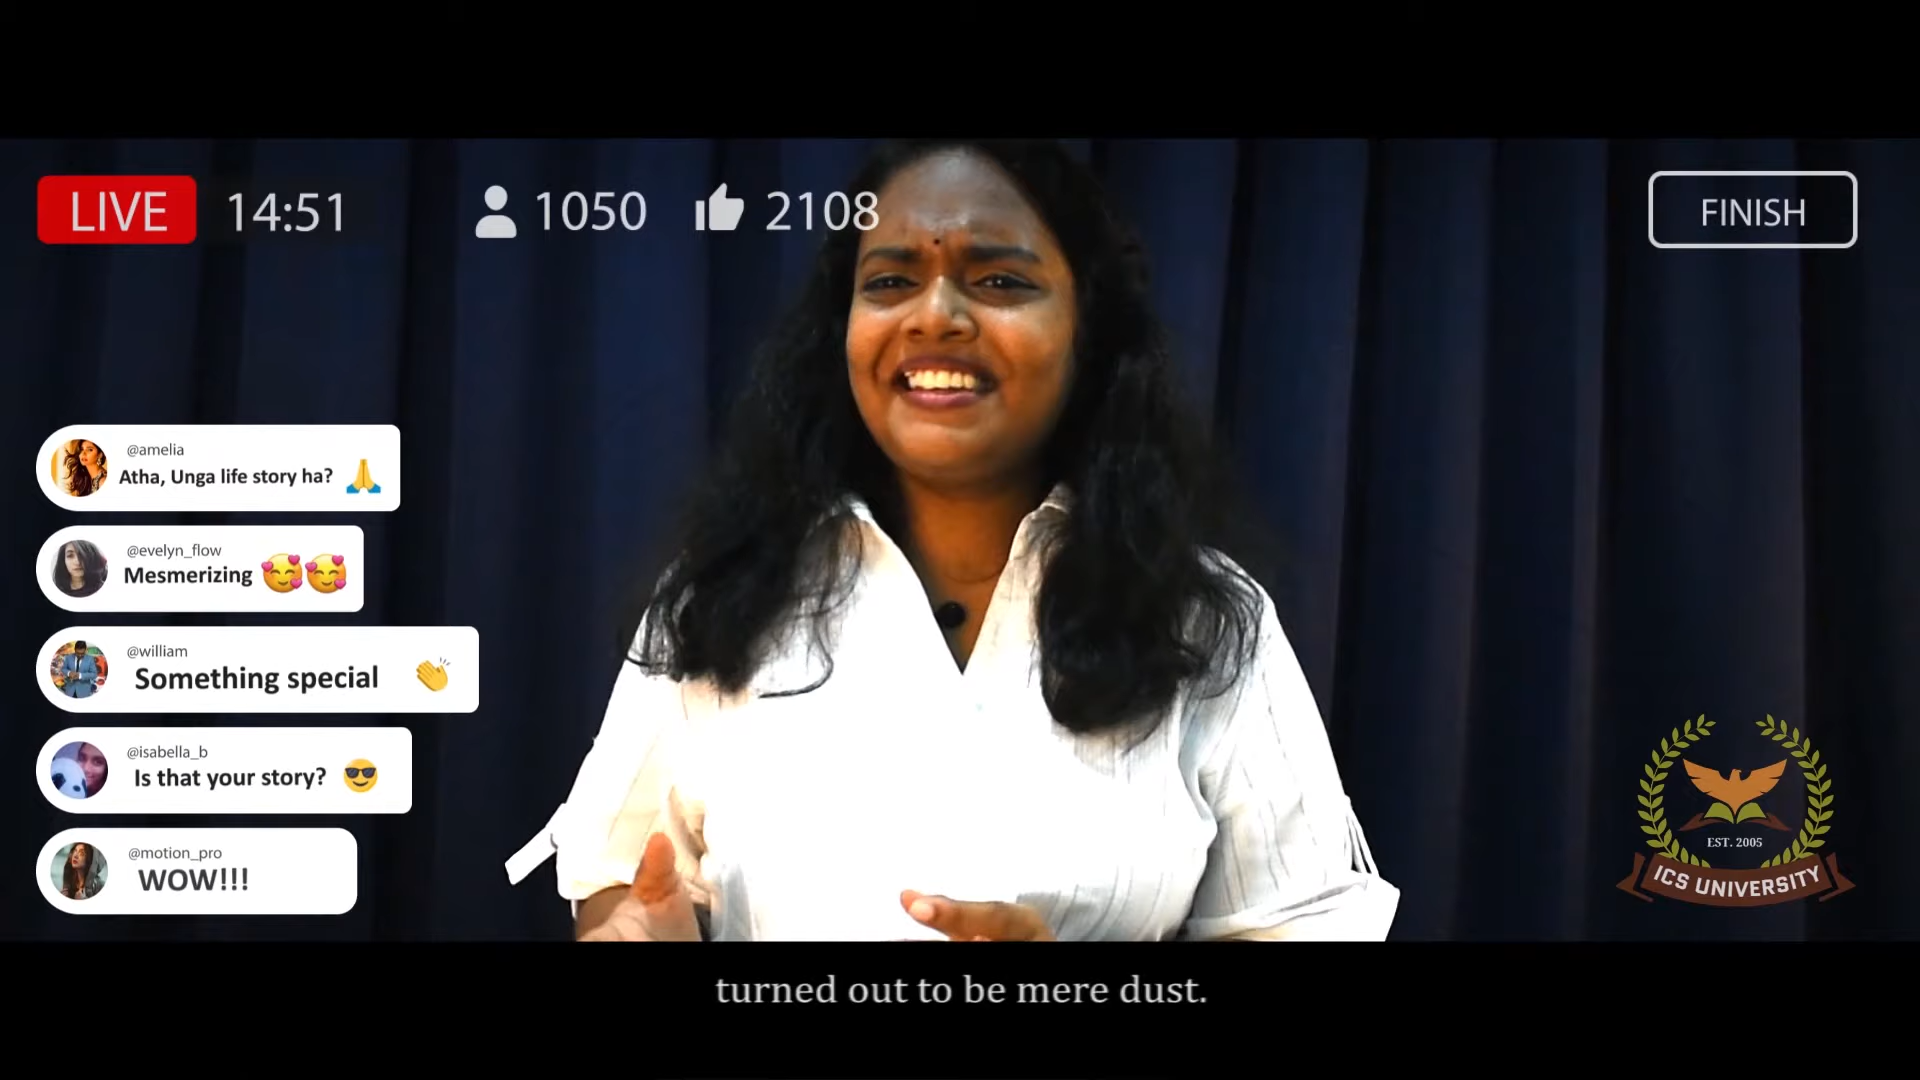 LIVE 14:51 1050 2108 FINISH
@amelia
Atha, Unga life story ha?
@evelyn_flow
Mesmerizing
@william
Something special
@isabella_b
Is that your story?
@motion_pro
WOW!!!
EST. 2005
ICS UNIVERSITY
turned out to be mere dust.